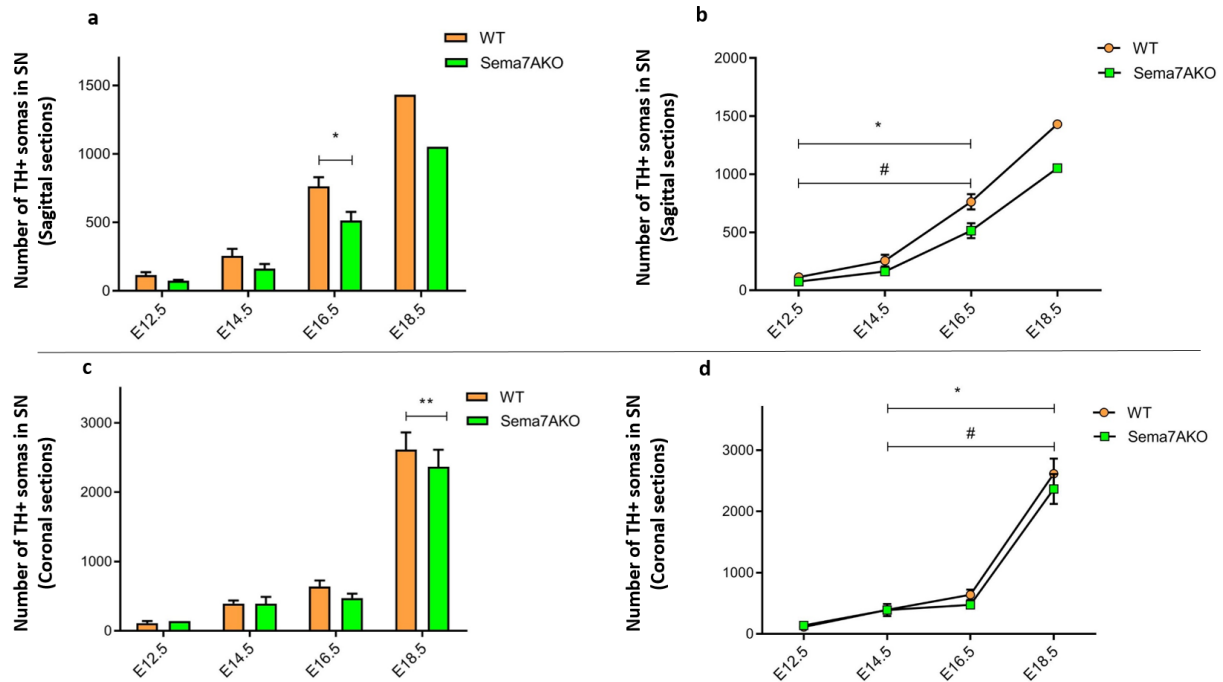 a
WT
Sema7AKO
Number of TH+ somas in SN
(Sagittal sections)
1500
1000
500
0
*
E12.5
E14.5
E16.5
E18.5
b
WT
Sema7AKO
Number of TH+ somas in SN
(Sagittal sections)
2000
1500
1000
500
0
*
#
E12.5
E14.5
E16.5
E18.5
c
WT
Sema7AKO
Number of TH+ somas in SN
(Coronal sections)
3000
2000
1000
0
**
E12.5
E14.5
E16.5
E18.5
d
WT
Sema7AKO
Number of TH+ somas in SN
(Coronal sections)
3000
2000
1000
0
*
#
E12.5
E14.5
E16.5
E18.5